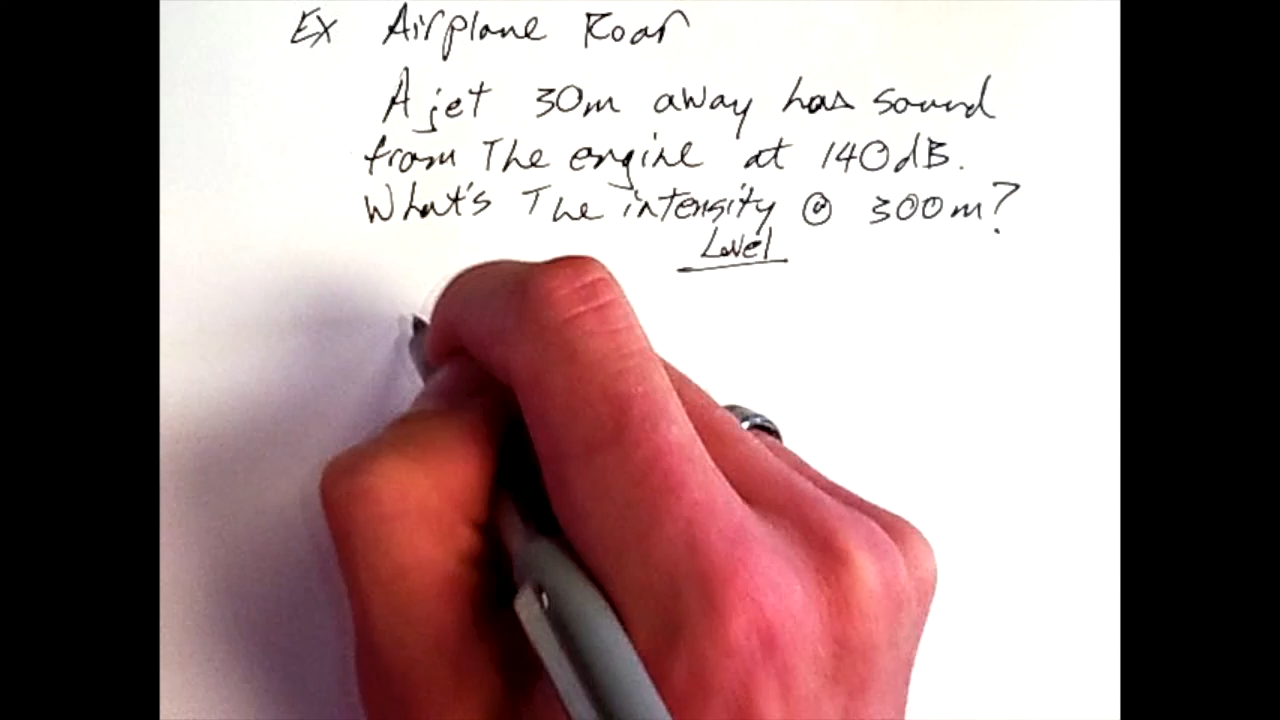 Ex Airplane Roar
A jet 30m away has sound
from The engine at 140dB.
What's The intensity @ 300m?
Level